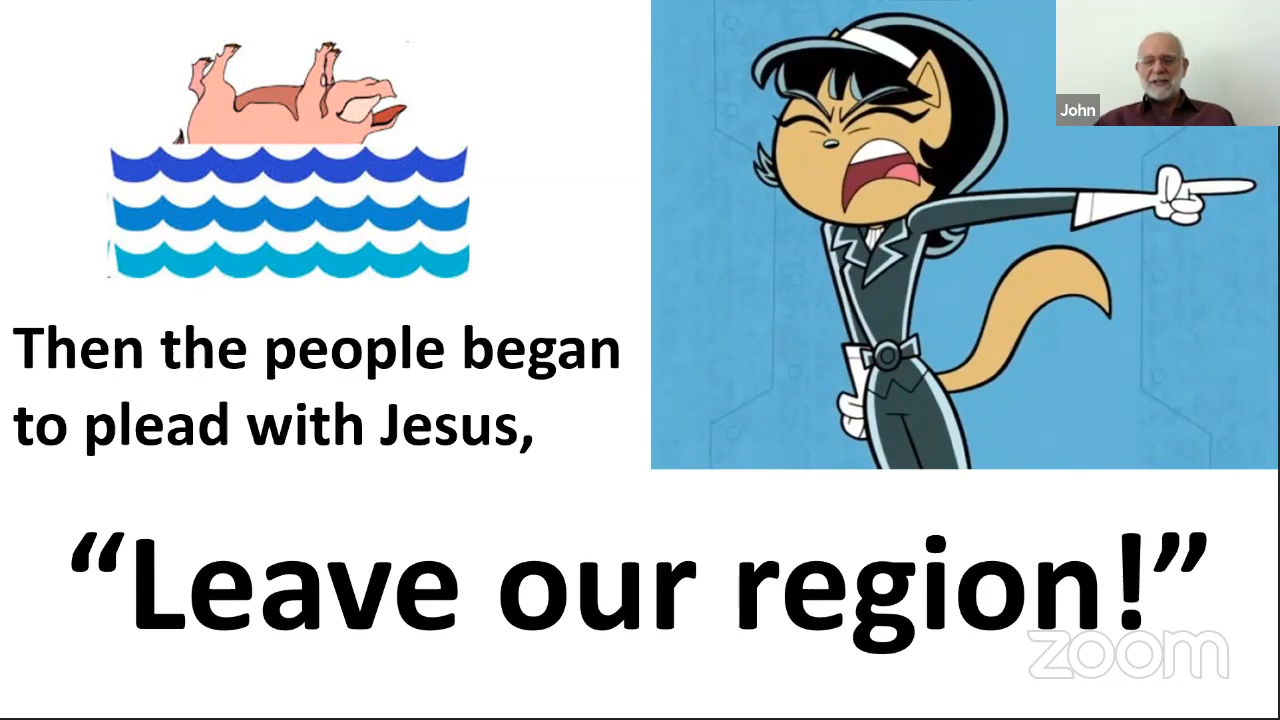 John
Then the people began
to plead with Jesus,
“Leave our region!”
zoom